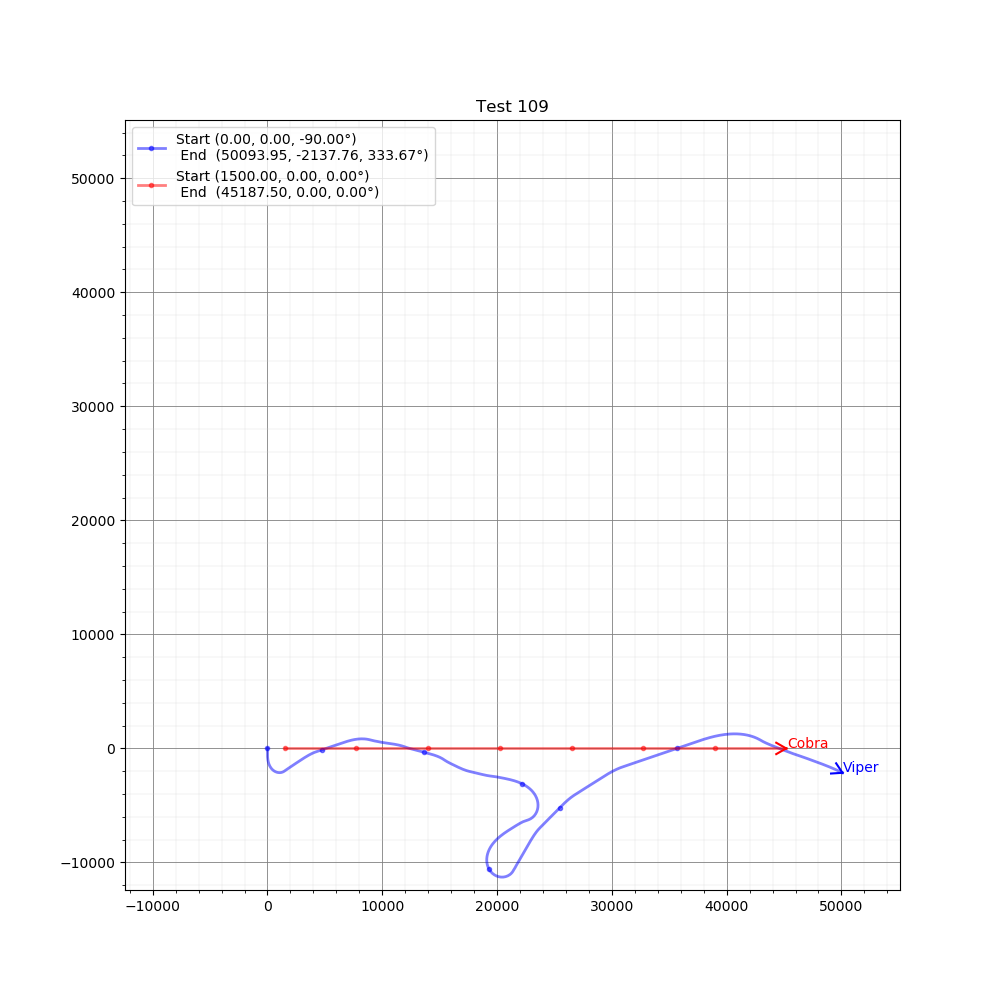 Test 109
Start (0.00, 0.00, -90.00°)
End (50093.95, -2137.76, 333.67°)
Start (1500.00, 0.00, 0.00°)
End (45187.50, 0.00, 0.00°)
50000
40000
30000
20000
10000
0
−10000
Cobra
Viper
−10000 0 10000 20000 30000 40000 50000